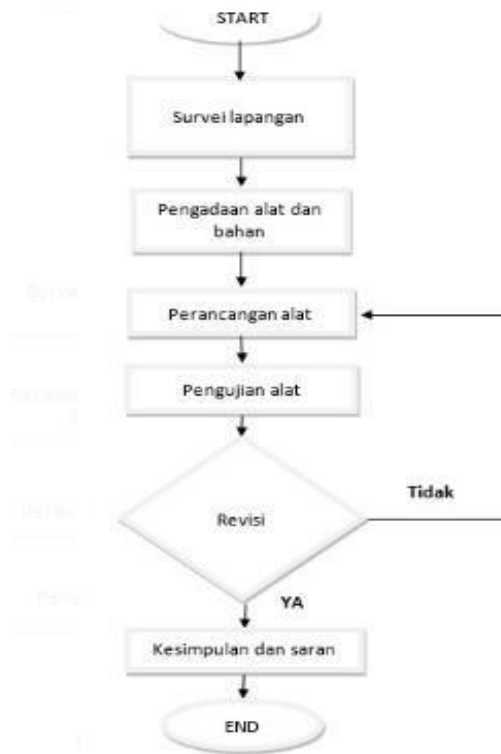 START
Survei lapangan
Pengadaan alat dan
bahan
Perancangan alat
Pengujian alat
Tidak
Revisi
YA
Kesimpulan dan saran
END